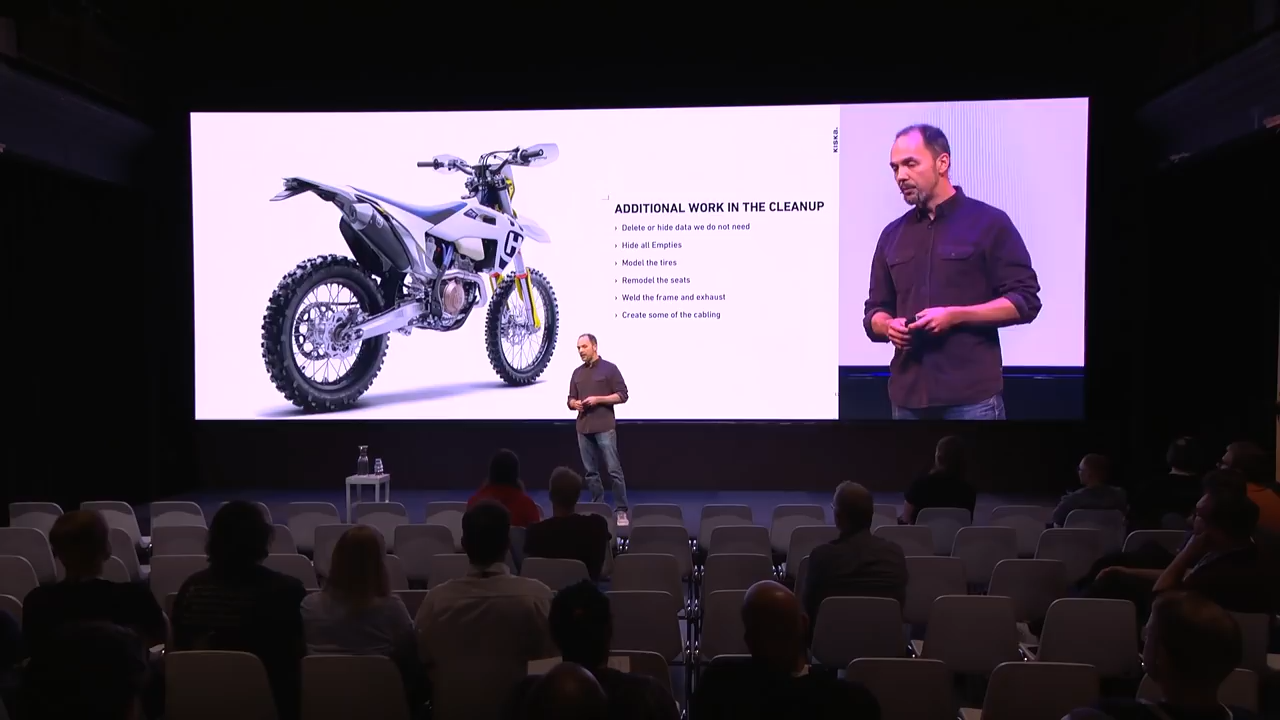 KISKA.
ADDITIONAL WORK IN THE CLEANUP
› Delete or hide data we do not need
› Hide all Empties
› Model the tires
› Remodel the seats
› Weld the frame and exhaust
› Create some of the cabling